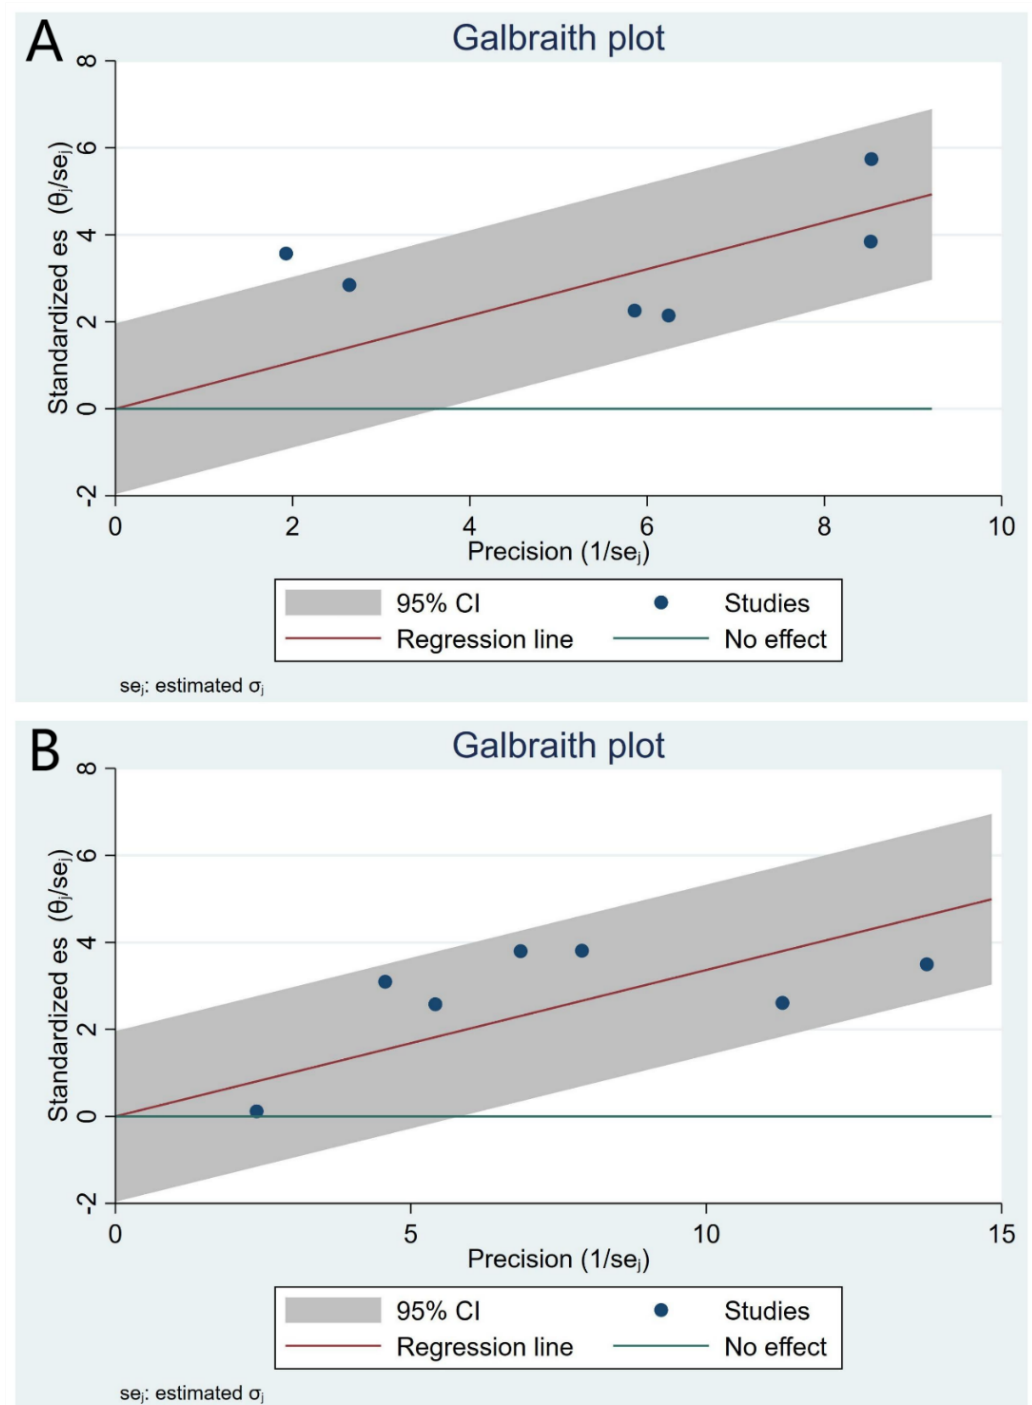 A
Galbraith plot
Standardized es (θⱼ/seⱼ)
8
6
4
2
0
-2
0 2 4 6 8 10
Precision (1/seⱼ)
95% CI Studies
Regression line No effect
seⱼ: estimated σⱼ
B
Galbraith plot
Standardized es (θⱼ/seⱼ)
8
6
4
2
0
-2
0 5 10 15
Precision (1/seⱼ)
95% CI Studies
Regression line No effect
seⱼ: estimated σⱼ